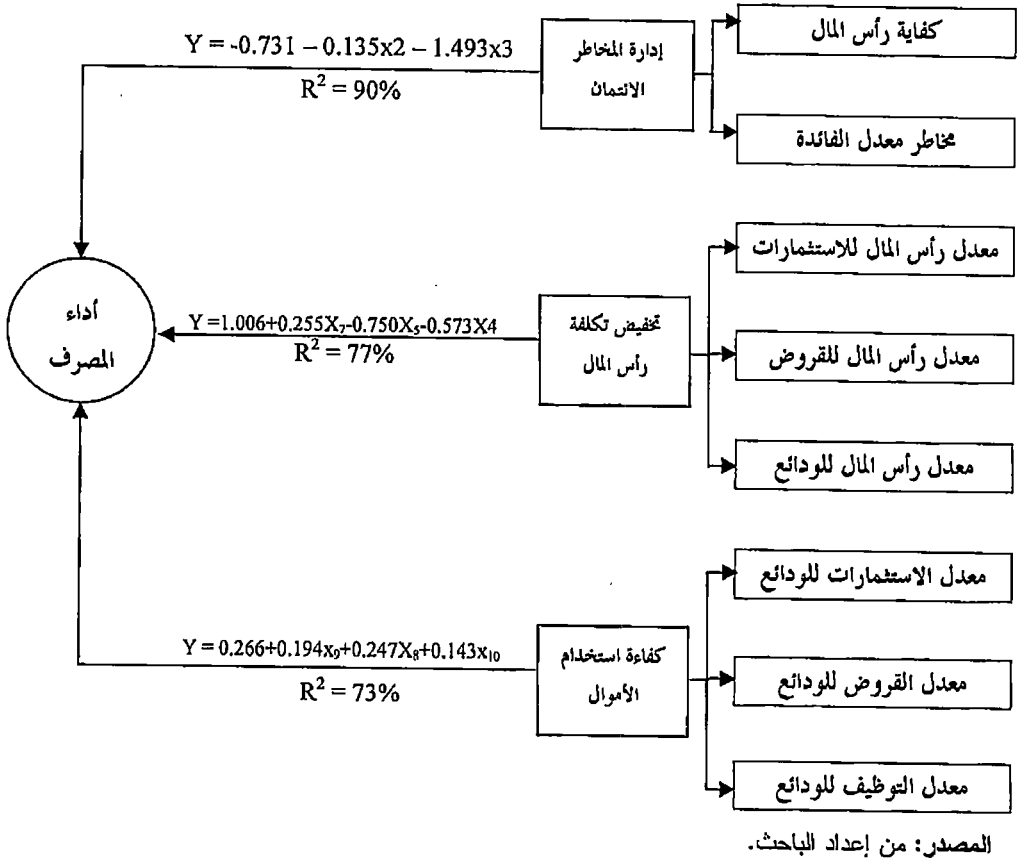 كفاية رأس المال
إدارة المخاطر
الائتمان
Y = -0.731 – 0.135x2 – 1.493x3
R² = 90%
مخاطر معدل الفائدة
معدل رأس المال للاستثمارات
أداء
المصرف
Y =1.006+0.255X₇-0.750X₅-0.573X4
R² = 77%
تخفيض تكلفة
رأس المال
معدل رأس المال للقروض
معدل رأس المال للودائع
معدل الاستثمارات للودائع
Y = 0.266+0.194x₉+0.247X₈+0.143x₁₀
R² = 73%
كفاءة استخدام
الأموال
معدل القروض للودائع
معدل التوظيف للودائع
المصدر: من إعداد الباحث.